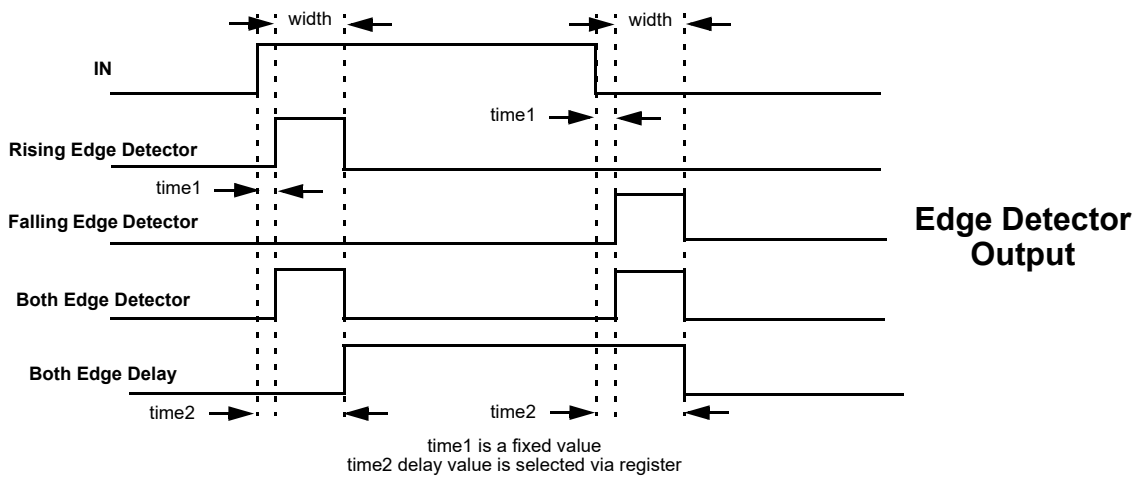 width
width
IN
time1
Rising Edge Detector
time1
Falling Edge Detector
Edge Detector
Output
Both Edge Detector
Both Edge Delay
time2
time2
time1 is a fixed value
time2 delay value is selected via register